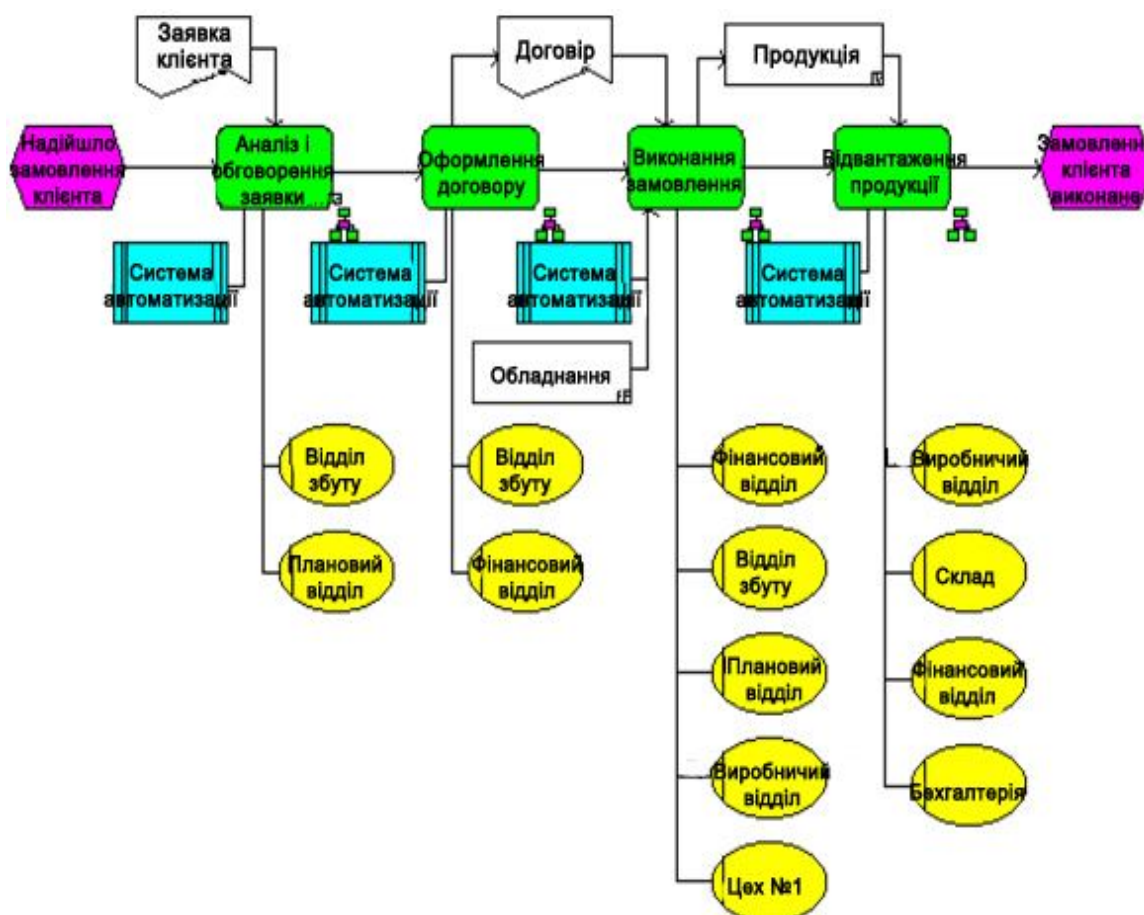 Заявка
клієнта
Договір
Продукція
Надійшло
замовлення
клієнта
Аналіз і
обговорення
заявки
Оформлення
договору
Виконання
замовлення
Відвантаження
продукції
Замовлення
клієнта
виконане
Система
автоматизації
Система
автоматизації
Система
автоматизації
Система
автоматизації
Обладнання
Відділ
збуту
Відділ
збуту
Фінансовий
відділ
Виробничий
відділ
Плановий
відділ
Фінансовий
відділ
Відділ
збуту
Склад
Плановий
відділ
Фінансовий
відділ
Виробничий
відділ
Бехгалтерія
Цех №1